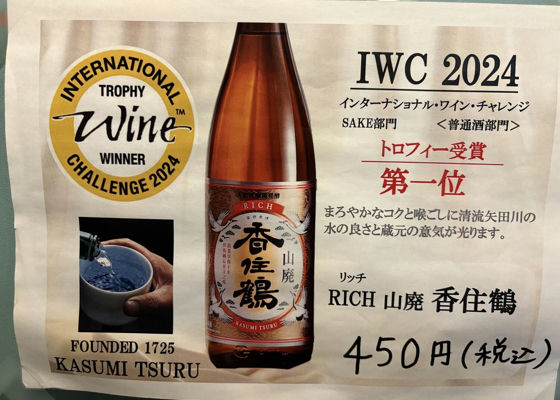 INTERNATIONAL
TROPHY
Wine™
WINNER
CHALLENGE 2024
RICH
山廃
香住鶴
KASUMI TSURU
FOUNDED 1725
KASUMI TSURU
IWC 2024
インターナショナル・ワイン・チャレンジ
SAKE部門 ＜普通酒部門＞
トロフィー受賞
第一位
まろやかなコクと喉ごしに清流矢田川の
水の良さと蔵元の意気が光ります。
リッチ
RICH 山廃 香住鶴
450円(税込)